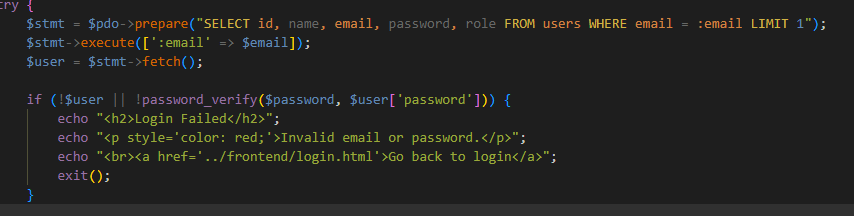 try {
$stmt = $pdo->prepare("SELECT id, name, email, password, role FROM users WHERE email = :email LIMIT 1");
$stmt->execute([':email' => $email]);
$user = $stmt->fetch();
if (!$user || !password_verify($password, $user['password'])) {
echo "<h2>Login Failed</h2>";
echo "<p style='color: red;'>Invalid email or password.</p>";
echo "<br><a href='../frontend/login.html'>Go back to login</a>";
exit();
}